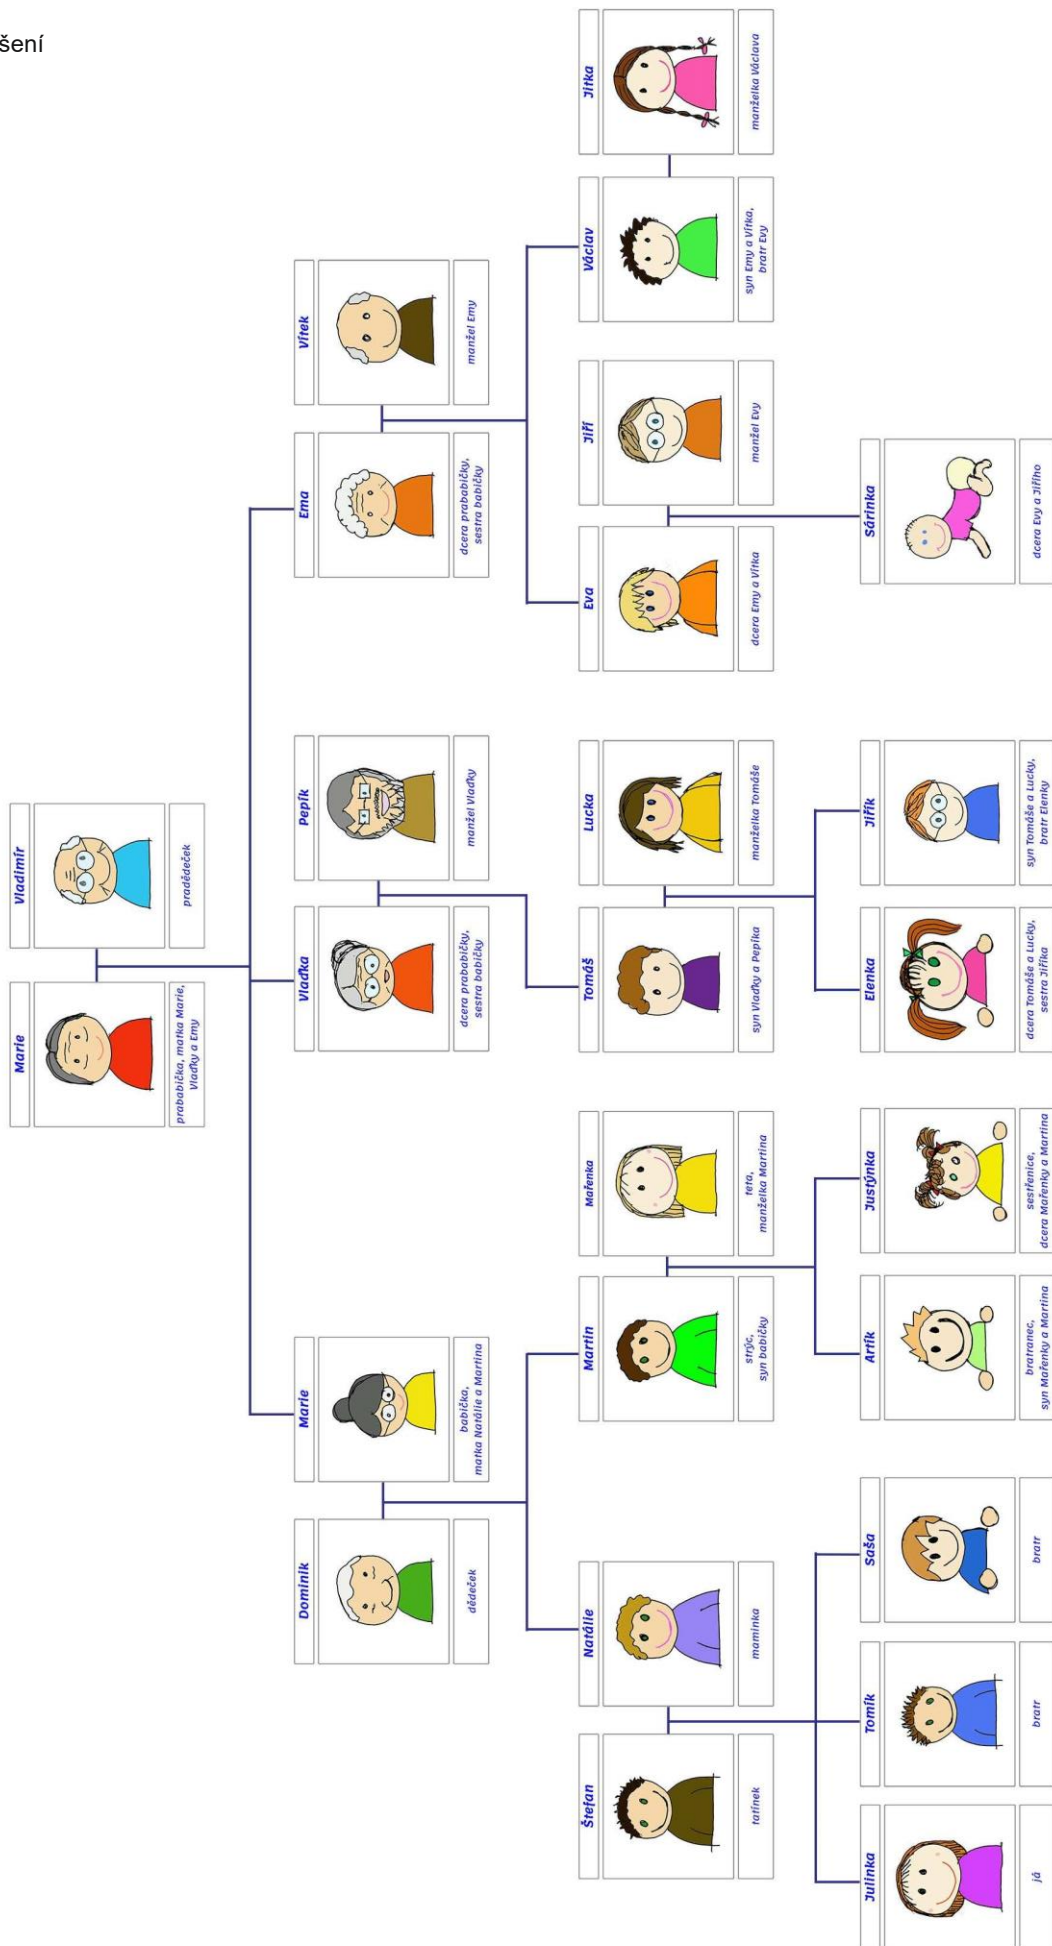 šení
Marie
prababička, matka Marie,
Vlaďky a Emy
Vladimír
pradědeček
Dominik
dědeček
Marie
babička,
matka Natálie a Martina
Vlaďka
dcera prababičky,
sestra babičky
Pepík
manžel Vlaďky
Ema
dcera prababičky,
sestra babičky
Vítek
manžel Emy
Štefan
tatínek
Natálie
maminka
Martin
strýc,
syn babičky
Mařenka
teta,
manželka Martina
Tomáš
syn Vlaďky a Pepíka
Lucka
manželka Tomáše
Eva
dcera Emy a Vítka
Jiří
manžel Evy
Václav
syn Emy a Vítka,
bratr Evy
Jitka
manželka Václava
Julinka
já
Tomík
bratr
Saša
bratr
Artík
bratranec,
syn Mařenky a Martina
Justýnka
sestřenice,
dcera Mařenky a Martina
Elenka
dcera Tomáše a Lucky,
sestra Jiříka
Jiřík
syn Tomáše a Lucky,
bratr Elenky
Sárinka
dcera Evy a Jiřího